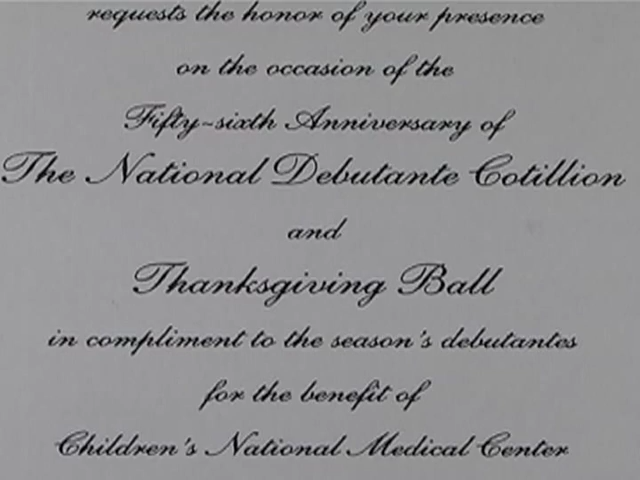 requests the honor of your presence
on the occasion of the
Fifty-sixth Anniversary of
The National Debutante Cotillion
and
Thanksgiving Ball
in compliment to the season's debutantes
for the benefit of
Children's National Medical Center